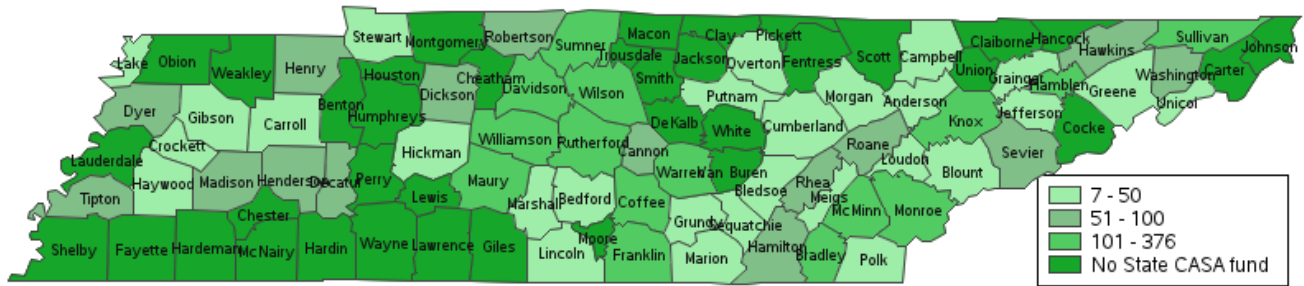 Stewart
Montgomery
Robertson
Sumner
Macon
Clay
Pickett
Trousdale
Jackson
Overton
Fentress
Scott
Campbell
Claiborne
Hancock
Hawkins
Sullivan
Johnson
Lake
Obion
Weakley
Henry
Houston
Cheatham
Davidson
Wilson
Smith
Putnam
Morgan
Anderson
Union
Grainger
Hamblen
Greene
Washington
Carter
Unicol
Dyer
Gibson
Carroll
Benton
Humphreys
Dickson
Williamson
Rutherford
Cannon
DeKalb
White
Cumberland
Roane
Knox
Jefferson
Cocke
Sevier
Lauderdale
Crockett
Haywood
Madison
Henderson
Decatur
Perry
Hickman
Maury
Warren
Van Buren
Bledsoe
Rhea
Meigs
Loudon
Blount
Tipton
Chester
Lewis
Marshall
Bedford
Coffee
Grundy
Sequatchie
McMinn
Monroe
Shelby
Fayette
Hardeman
McNairy
Hardin
Wayne
Lawrence
Giles
Lincoln
Moore
Franklin
Marion
Hamilton
Bradley
Polk
7 - 50
51 - 100
101 - 376
No State CASA fund